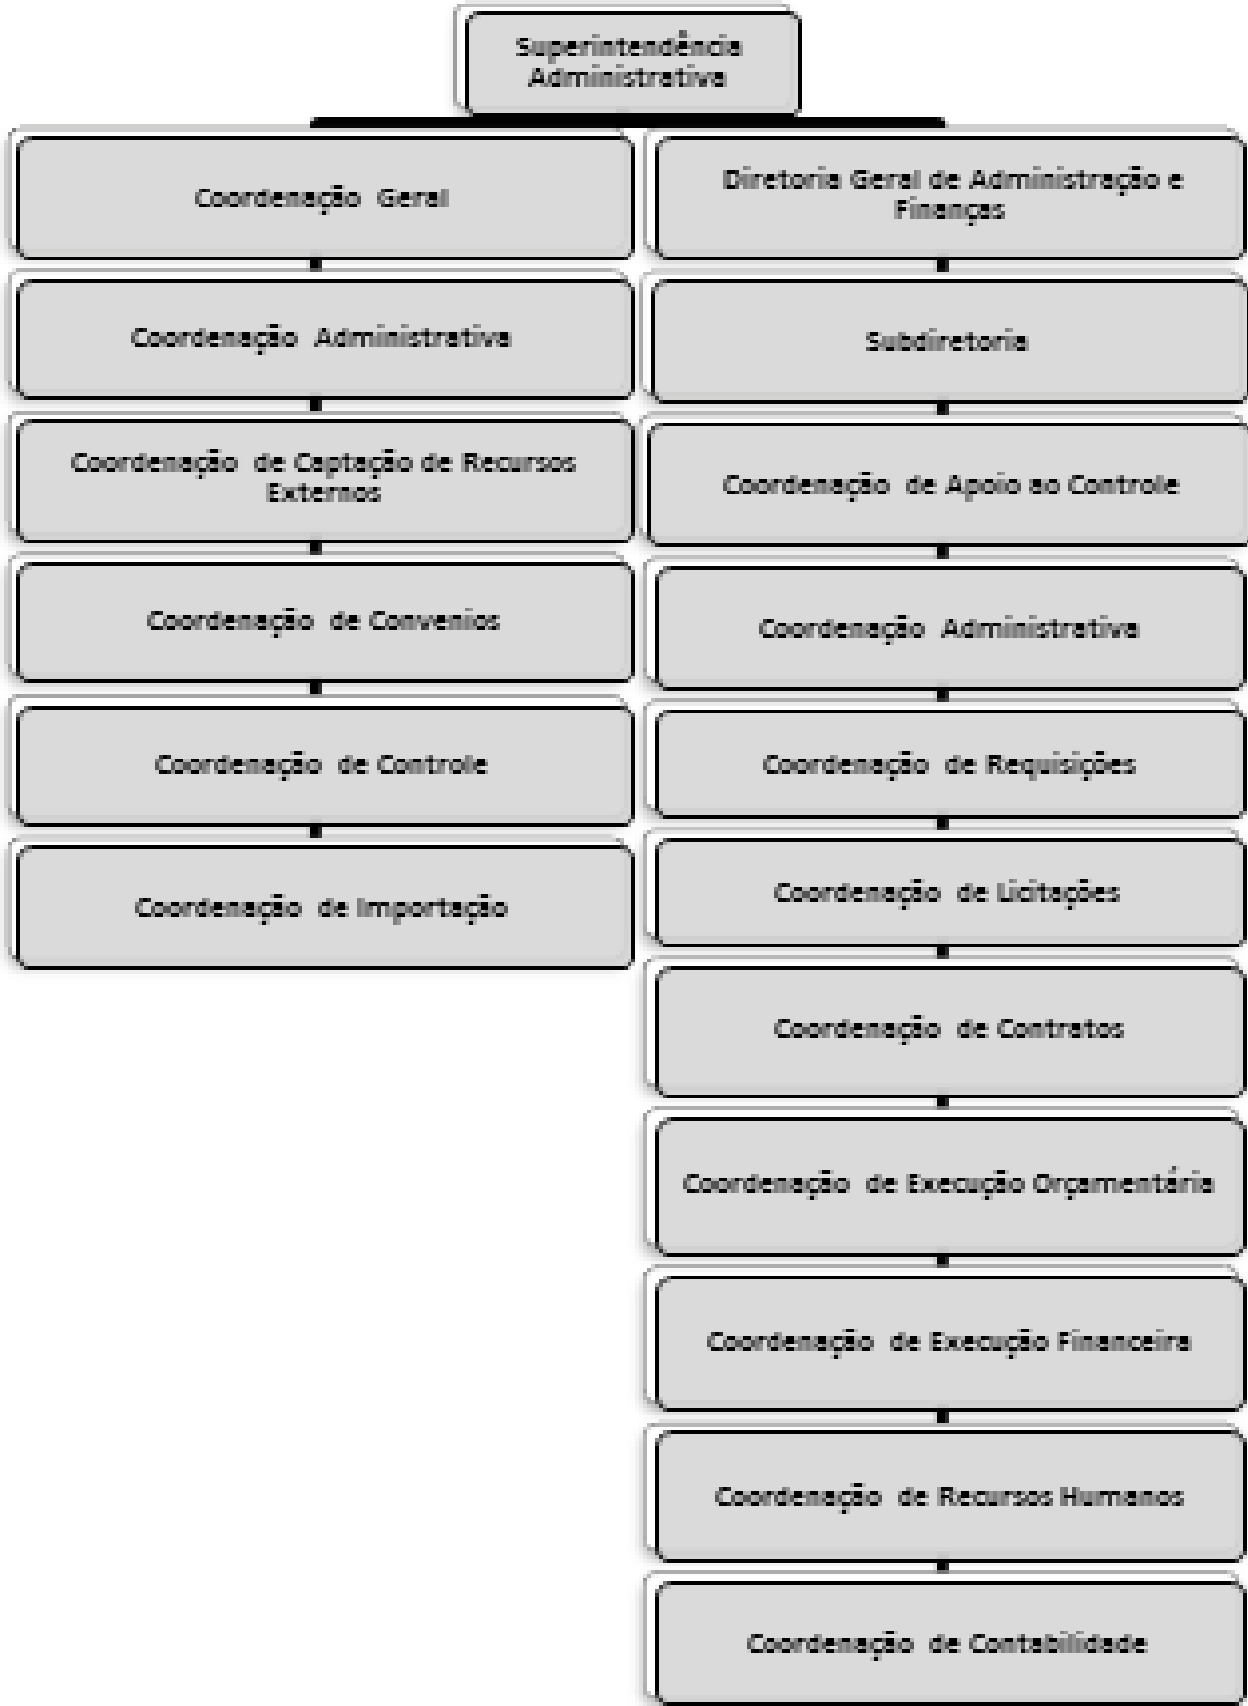 Superintendência
Administrativa
Coordenação Geral
Coordenação Administrativa
Coordenação de Captação de Recursos
Externos
Coordenação de Convenios
Coordenação de Controle
Coordenação de Importação
Diretoria Geral de Administração e
Finanças
Subdiretoria
Coordenação de Apoio ao Controle
Coordenação Administrativa
Coordenação de Requisições
Coordenação de Licitações
Coordenação de Contratos
Coordenação de Execução Orçamentária
Coordenação de Execução Financeira
Coordenação de Recursos Humanos
Coordenação de Contabilidade